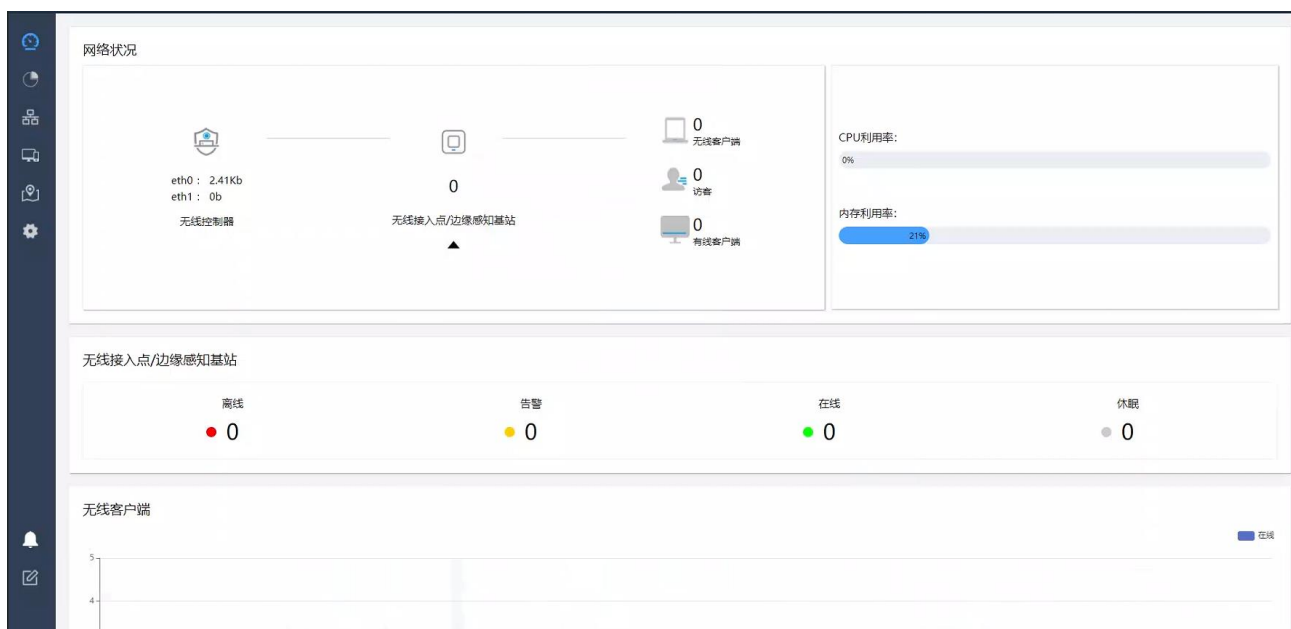 网络状况
eth0： 2.41Kb
eth1： 0b
无线控制器
0
无线接入点/边缘感知基站
0
无线客户端
0
访客
0
有线客户端
CPU利用率：
0%
内存利用率：
21%
无线接入点/边缘感知基站
离线
0
告警
0
在线
0
休眠
0
无线客户端
在线
5
4